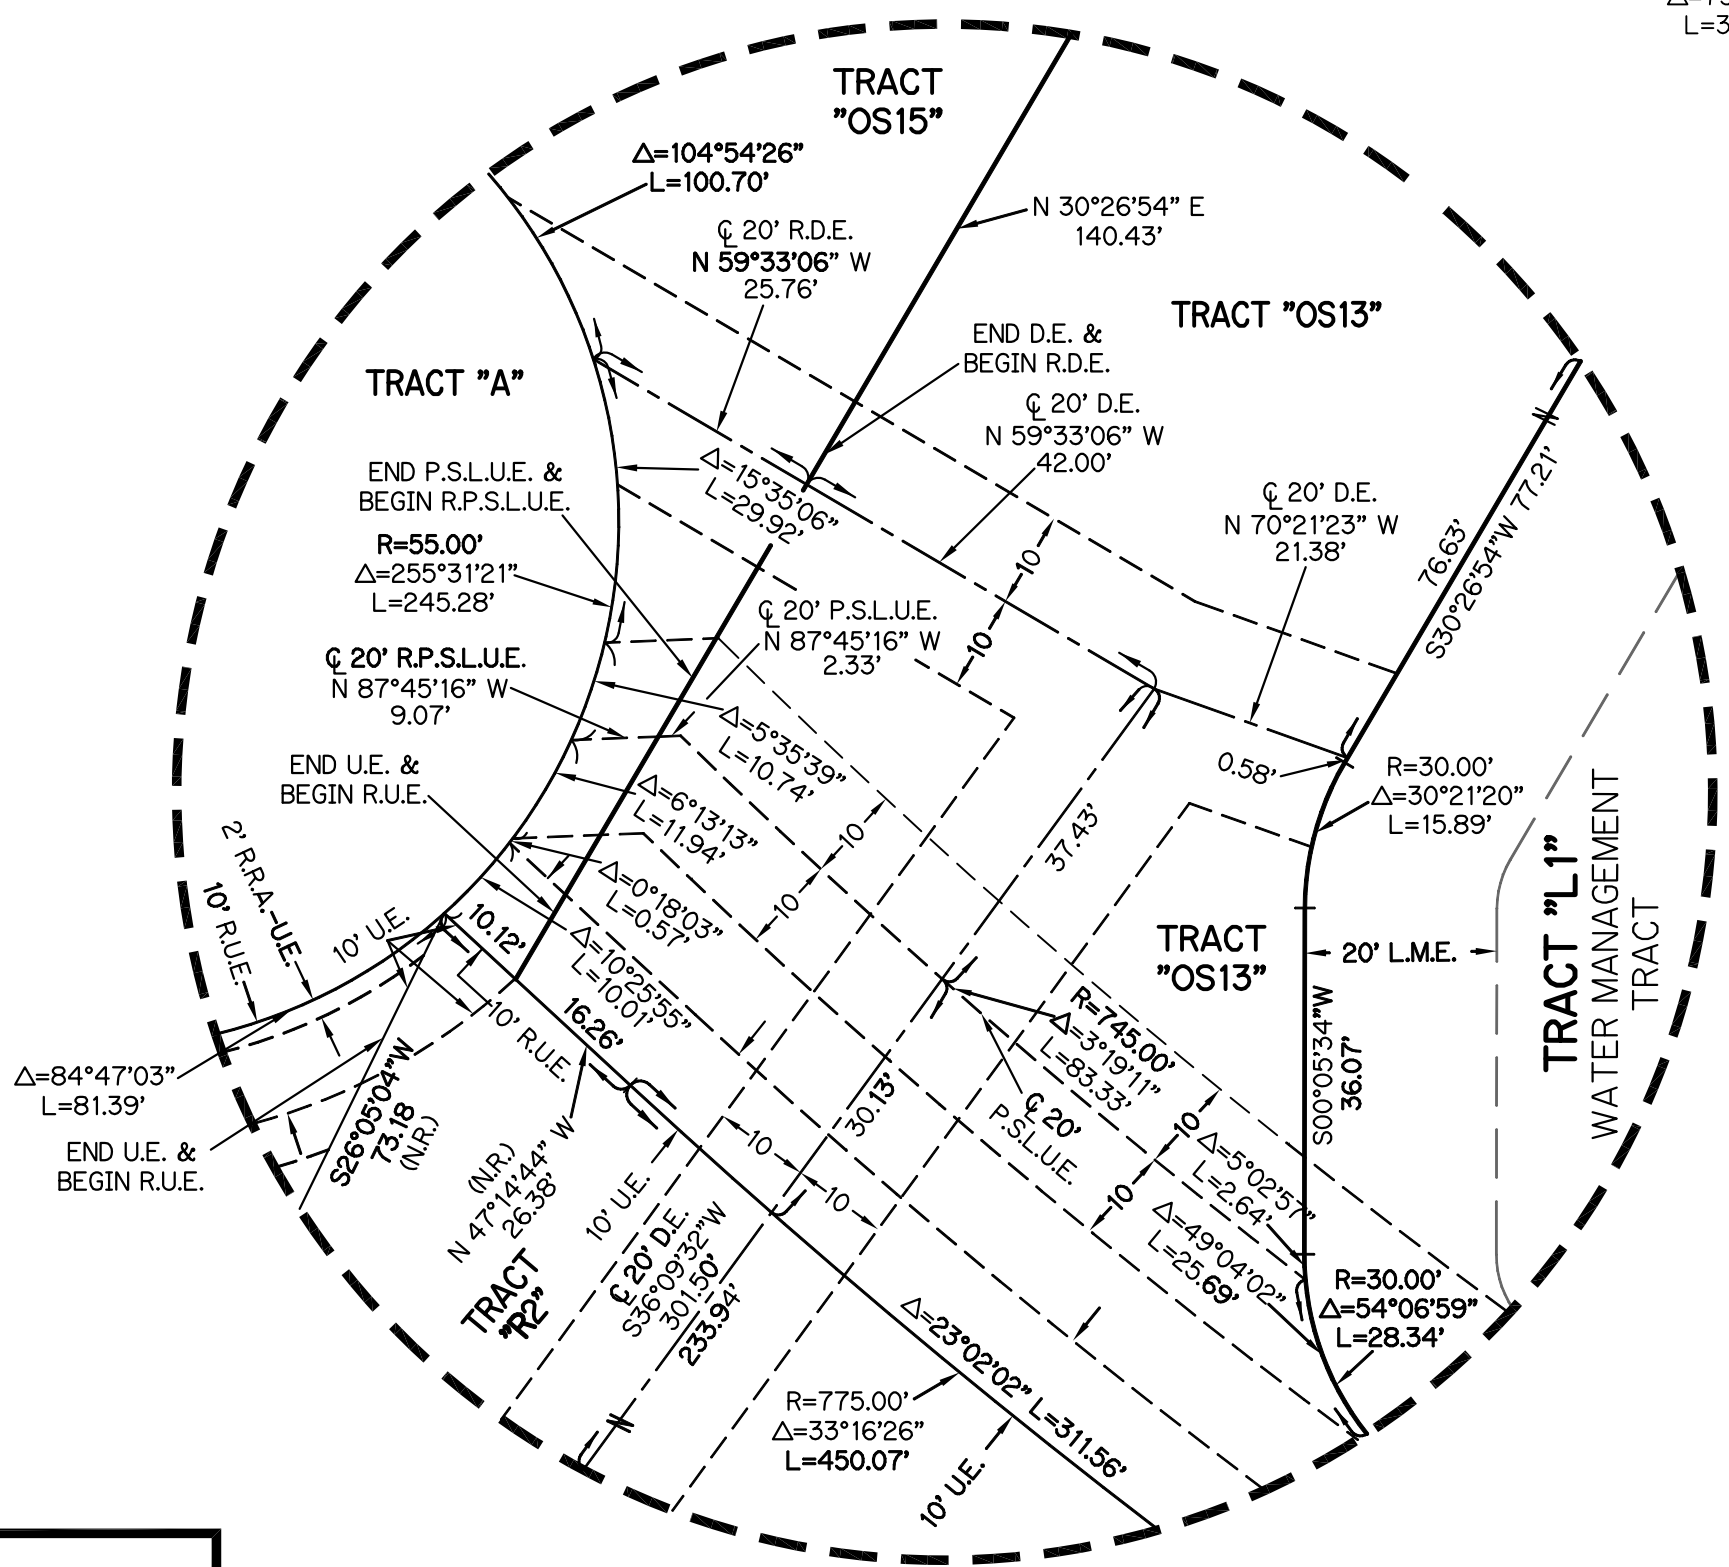 Δ=
L=3
TRACT
"OS15"
Δ=104°54'26"
L=100.70'
N 30°26'54" E
140.43'
℄ 20' R.D.E.
N 59°33'06" W
25.76'
TRACT "OS13"
END D.E. &
BEGIN R.D.E.
TRACT "A"
℄ 20' D.E.
N 59°33'06" W
42.00'
END P.S.L.U.E. &
BEGIN R.P.S.L.U.E.
Δ=15°35'06"
L=29.92'
℄ 20' D.E.
N 70°21'23" W
21.38'
76.63'
S30°26'54"W 77.21'
R=55.00'
Δ=255°31'21"
L=245.28'
10
10
℄ 20' P.S.L.U.E.
N 87°45'16" W
2.33'
℄ 20' R.P.S.L.U.E.
N 87°45'16" W
9.07'
Δ=5°35'39"
L=10.74'
0.58'
R=30.00'
Δ=30°21'20"
L=15.89'
END U.E. &
BEGIN R.U.E.
Δ=6°13'13"
L=11.94'
10
10
37.43'
2' R.R.A.-U.E.
10' R.U.E.
10' U.E.
10.12'
Δ=0°18'03"
L=0.57'
Δ=10°25'55"
L=10.01'
TRACT
"OS13"
20' L.M.E.
TRACT "L1"
WATER MANAGEMENT
TRACT
10' R.U.E.
16.26'
R=745.00'
Δ=3°19'11"
L=83.33'
S00°05'34"W
36.07'
Δ=84°47'03"
L=81.39'
S26°05'04"W
73.18
(N.R.)
30.13'
℄ 20'
P.S.L.U.E.
10
10
END U.E. &
BEGIN R.U.E.
(N.R.)
N 47°14'44" W
26.38'
10' U.E.
10
10
Δ=5°02'57"
L=2.64'
Δ=49°04'02"
L=25.69'
TRACT
"R2"
℄ 20' D.E.
S36°09'32"W
301.50'
233.94'
R=30.00'
Δ=54°06'59"
L=28.34'
Δ=23°02'02" L=311.56'
R=775.00'
Δ=33°16'26"
L=450.07'
10' U.E.